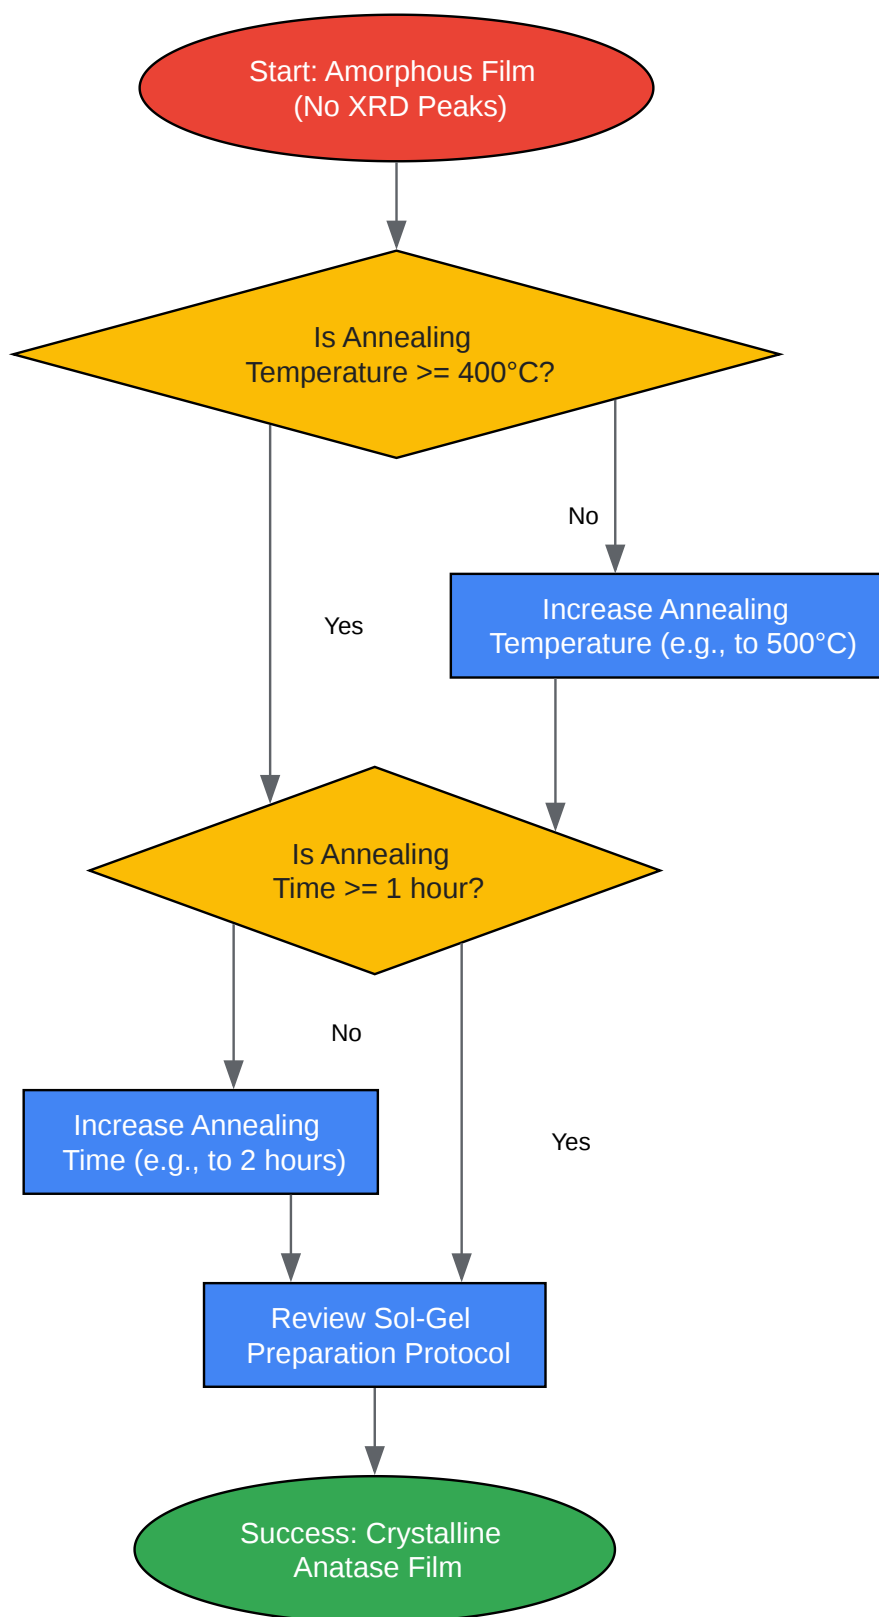 Start: Amorphous Film
(No XRD Peaks)
Is Annealing
Temperature >= 400°C?
No
Increase Annealing
Temperature (e.g., to 500°C)
Yes
Is Annealing
Time >= 1 hour?
No
Increase Annealing
Time (e.g., to 2 hours)
Yes
Review Sol-Gel
Preparation Protocol
Success: Crystalline
Anatase Film